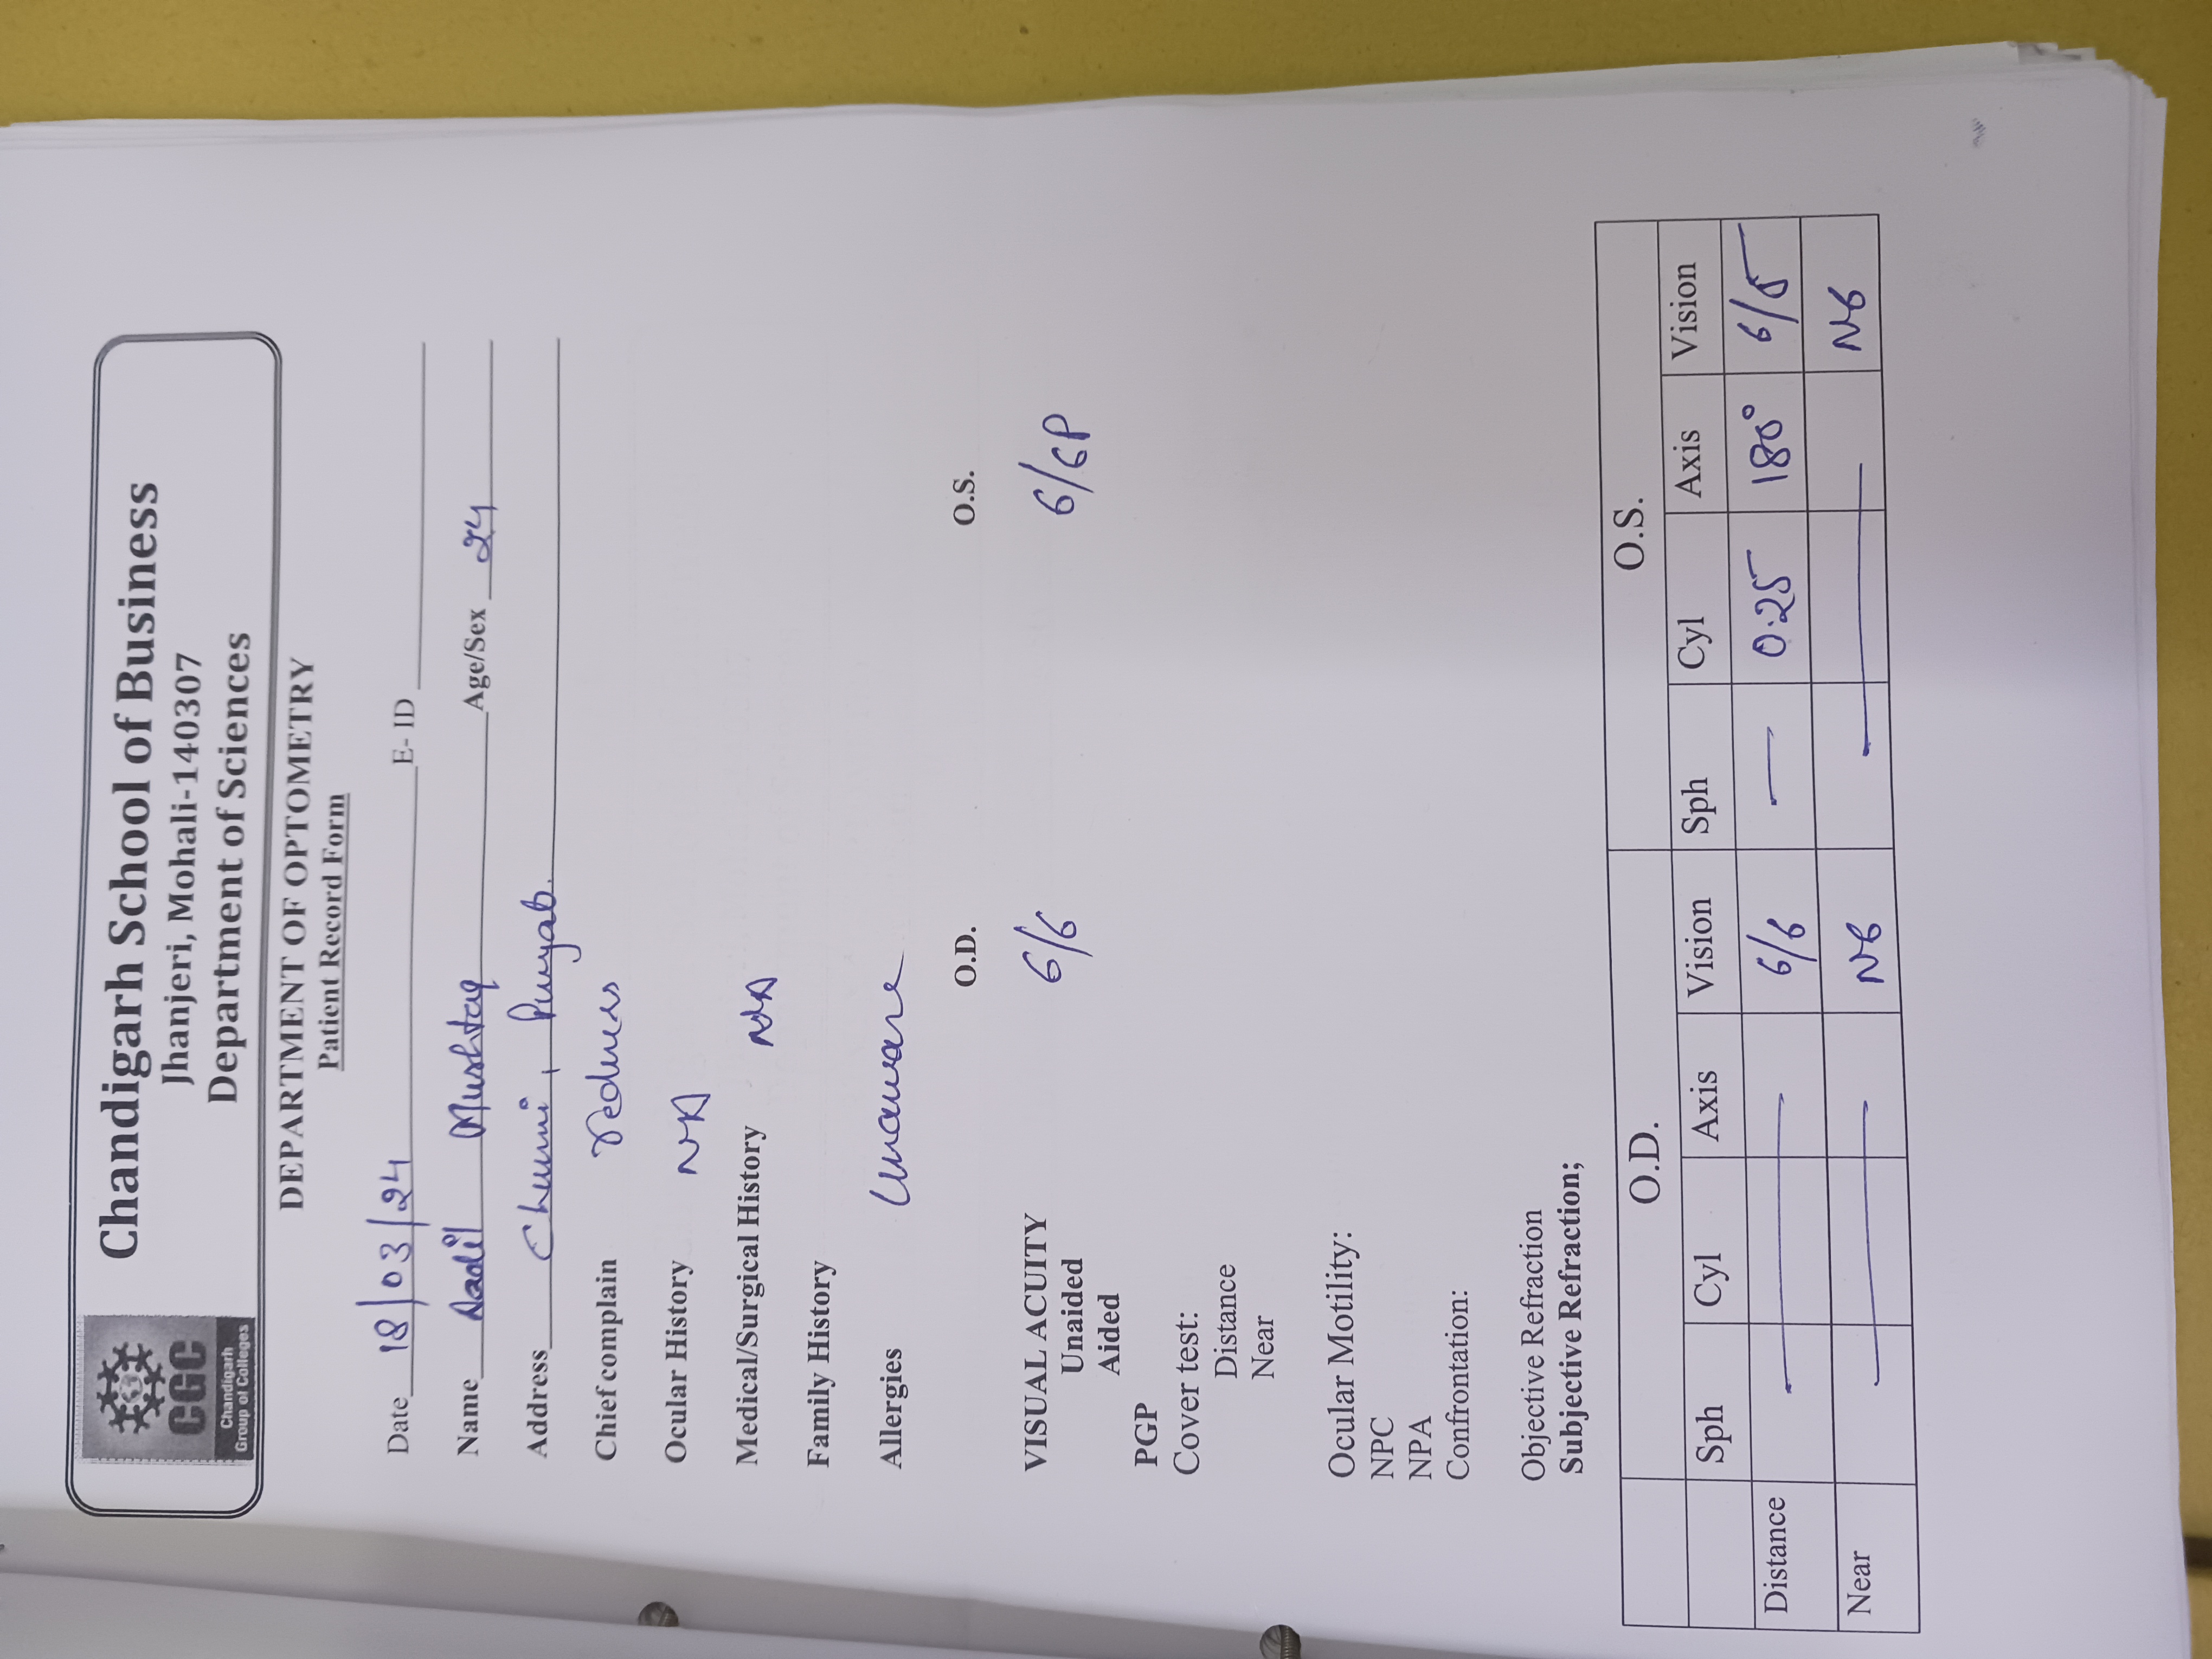 CGC
Chandigarh
Group of Colleges
Chandigarh School of Business
Jhanjeri, Mohali-140307
Department of Sciences
DEPARTMENT OF OPTOMETRY
Patient Record Form
Date 18/03/24 E- ID
Name Aadil Mushtaq Age/Sex 24
Address Chunni, Punjab.
Chief complain redness
Ocular History NA
Medical/Surgical History NA
Family History
Allergies Unaware
O.D. O.S.
VISUAL ACUITY 6/6 6/6P
Unaided
Aided
PGP
Cover test:
Distance
Near
Ocular Motility:
NPC
NPA
Confrontation:
Objective Refraction
Subjective Refraction;
O.D. O.S.
Sph Cyl Axis Vision Sph Cyl Axis Vision
Distance — 6/6 — 0.25 180° 6/5
Near — N6 — N6